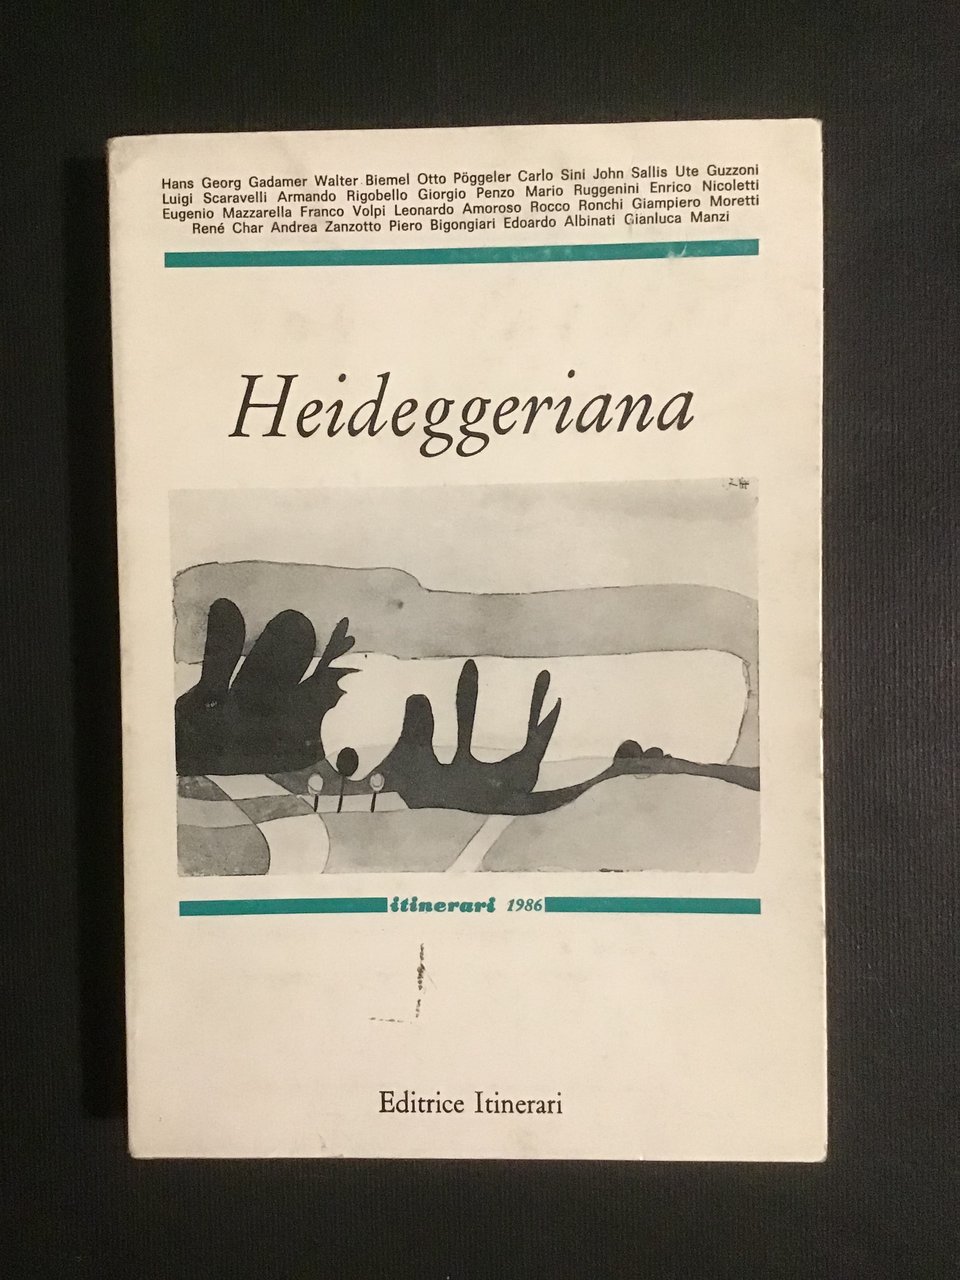 Hans Georg Gadamer Walter Biemel Otto Pöggeler Carlo Sini John Sallis Ute Guzzoni
Luigi Scaravelli Armando Rigobello Giorgio Penzo Mario Ruggenini Enrico Nicoletti
Eugenio Mazzarella Franco Volpi Leonardo Amoroso Rocco Ronchi Giampiero Moretti
René Char Andrea Zanzotto Piero Bigongiari Edoardo Albinati Gianluca Manzi
Heideggeriana
itinerari 1986
Editrice Itinerari